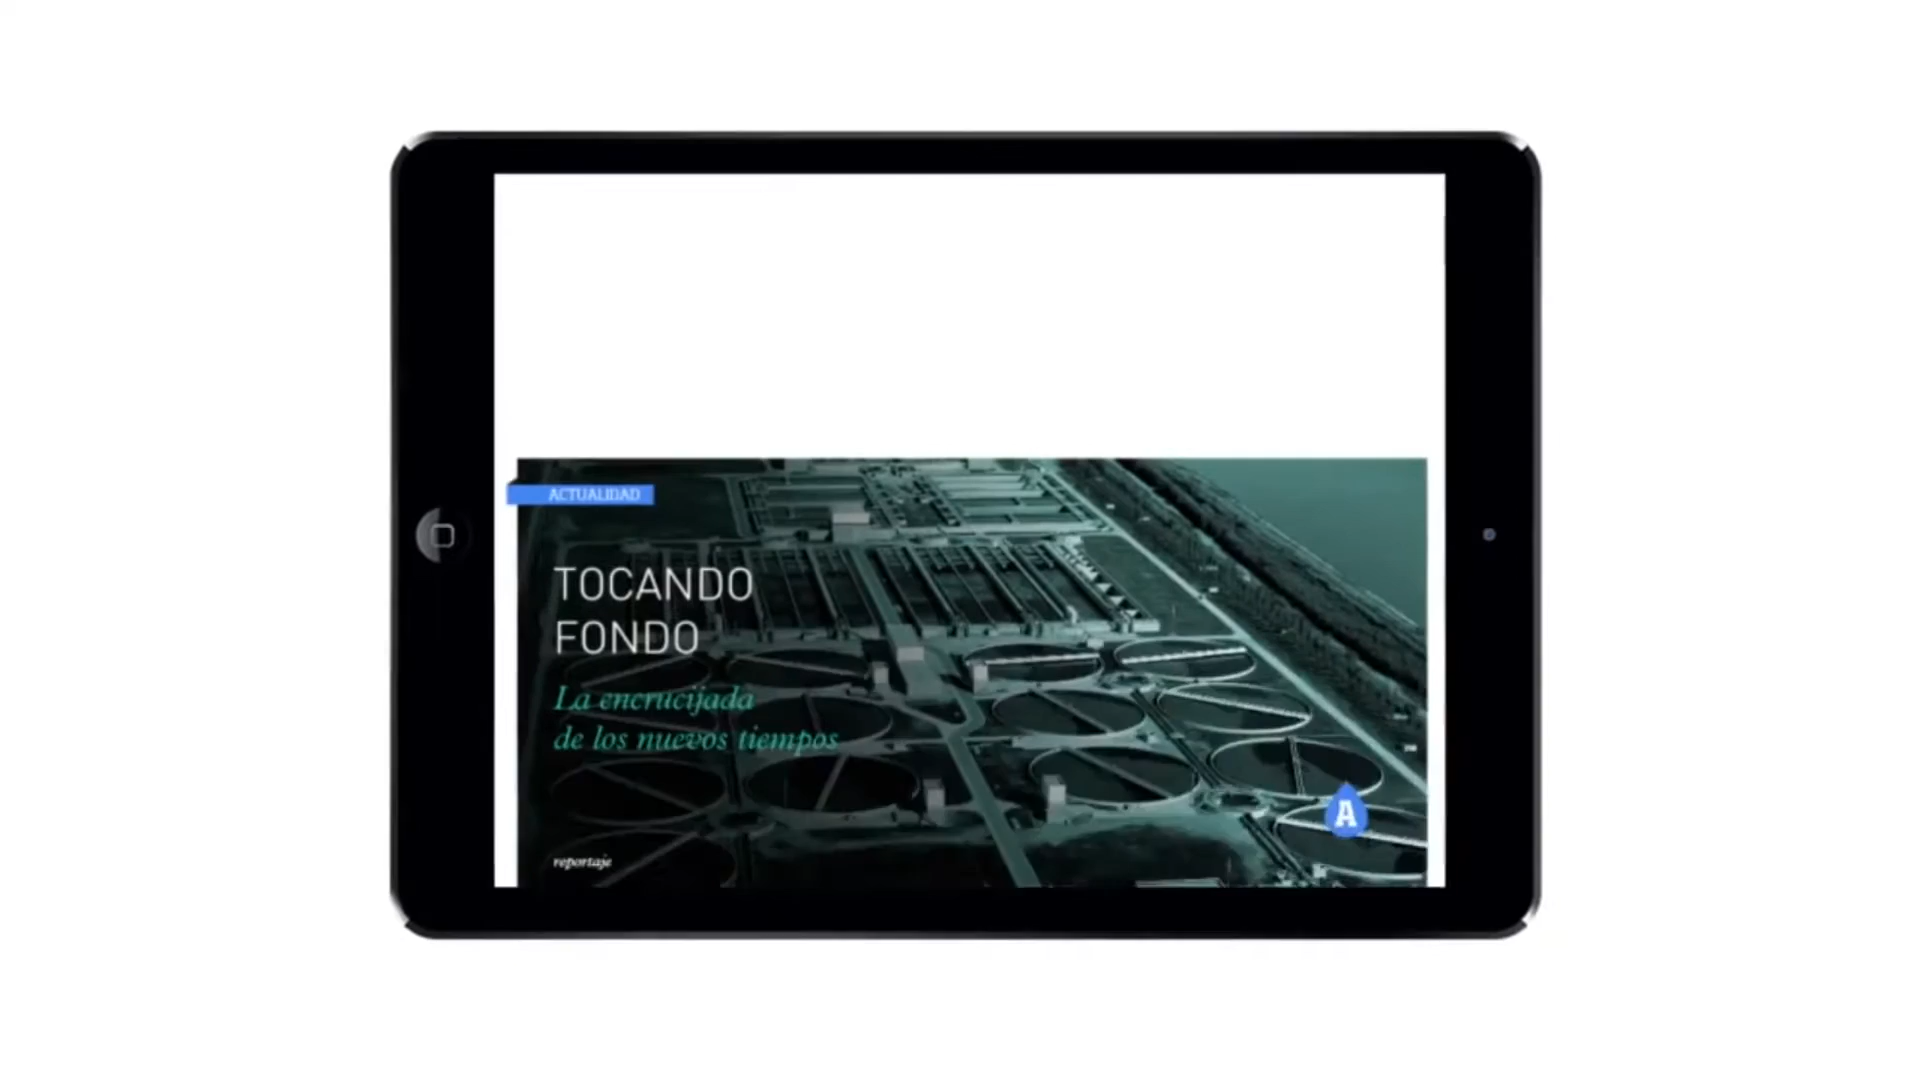 ACTUALIDAD
TOCANDO
FONDO
La encrucijada
de los nuevos tiempos
A
reportaje